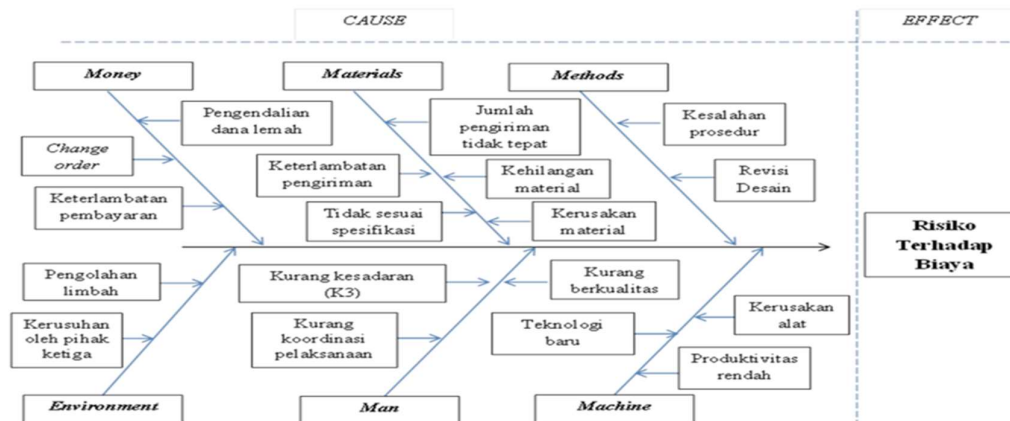 CAUSE
EFFECT
Money
Materials
Methods
Pengendalian
dana lemah
Change
order
Keterlambatan
pembayaran
Jumlah
pengiriman
tidak tepat
Keterlambatan
pengiriman
Kehilangan
material
Tidak sesuai
spesifikasi
Kerusakan
material
Kesalahan
prosedur
Revisi
Desain
Risiko
Terhadap
Biaya
Pengolahan
limbah
Kerusuhan
oleh pihak
ketiga
Kurang kesadaran
(K3)
Kurang
berkualitas
Kurang
koordinasi
pelaksanaan
Teknologi
baru
Kerusakan
alat
Produktivitas
rendah
Environment
Man
Machine